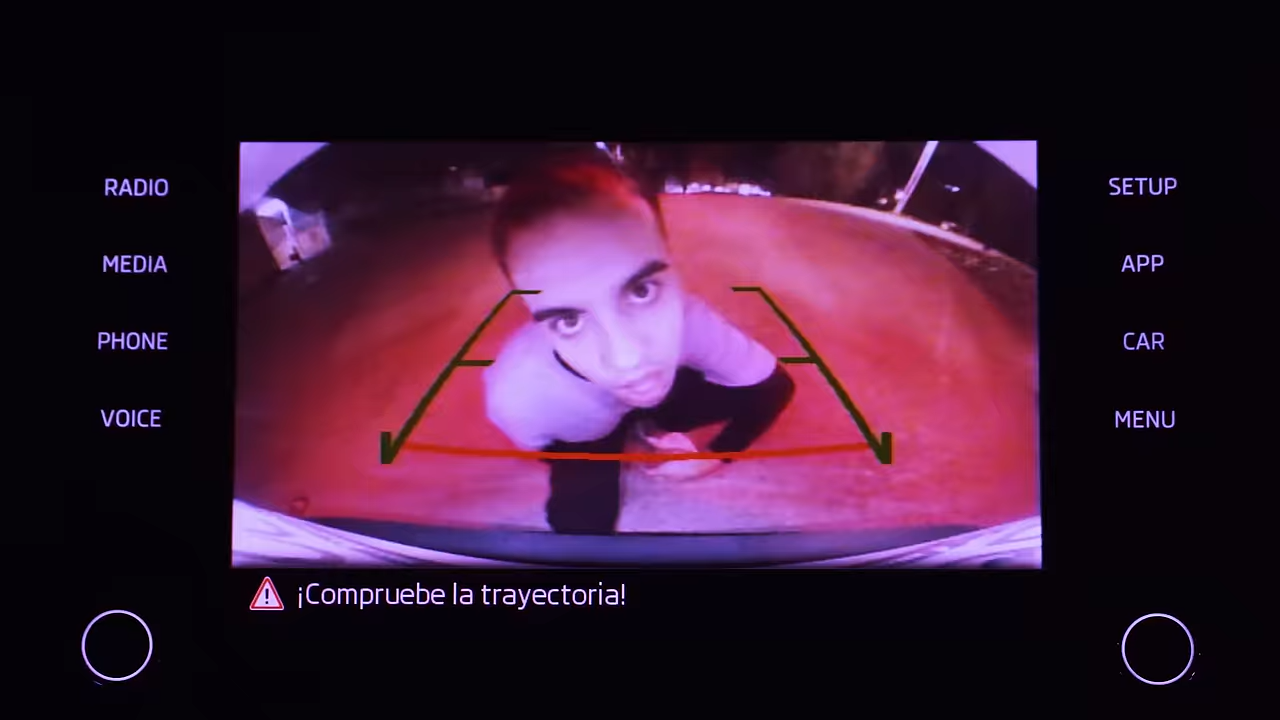 RADIO
MEDIA
PHONE
VOICE
SETUP
APP
CAR
MENU
¡Compruebe la trayectoria!